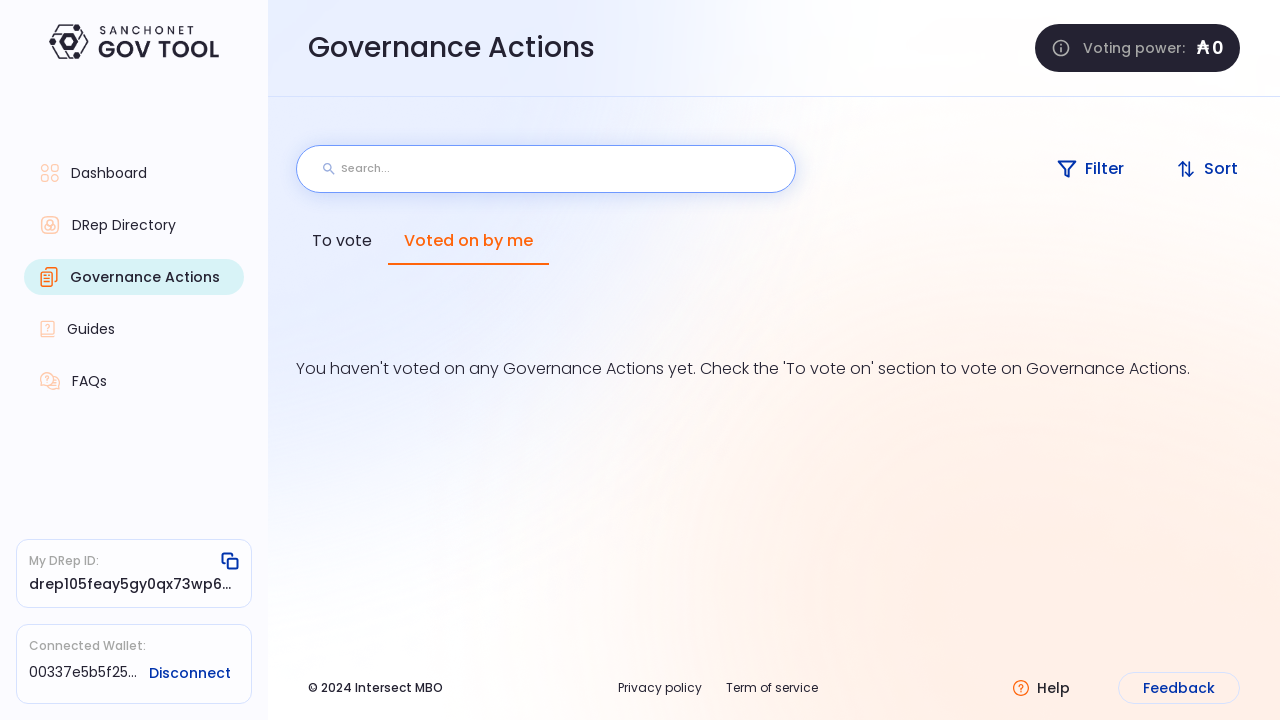 SANCHONET
GOV TOOL
Governance Actions
Voting power: ₳0
Dashboard
DRep Directory
Governance Actions
Guides
FAQs
Search...
Filter
Sort
To vote
Voted on by me
You haven't voted on any Governance Actions yet. Check the 'To vote on' section to vote on Governance Actions.
My DRep ID:
drep105feay5gy0qx73wp6...
Connected Wallet:
00337e5b5f25...
Disconnect
© 2024 Intersect MBO
Privacy policy
Term of service
Help
Feedback